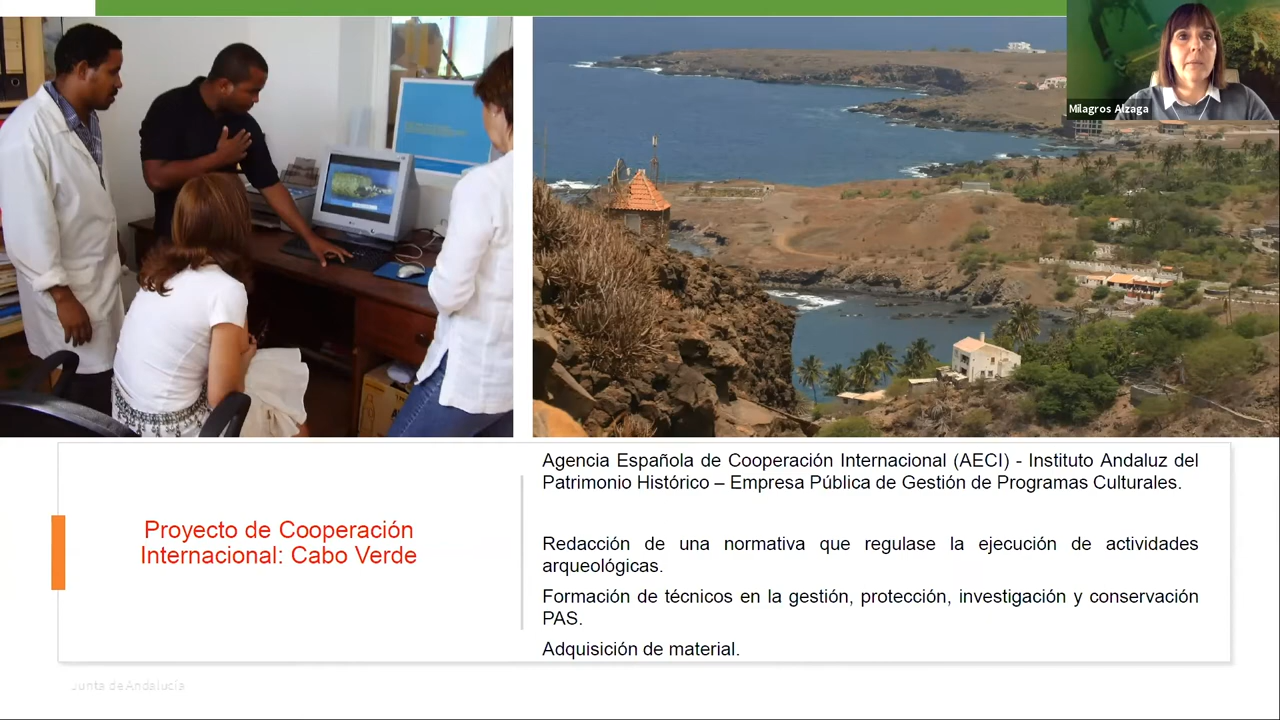 Milagros Alzaga
Proyecto de Cooperación
Internacional: Cabo Verde
Agencia Española de Cooperación Internacional (AECI) - Instituto Andaluz del
Patrimonio Histórico – Empresa Pública de Gestión de Programas Culturales.
Redacción de una normativa que regulase la ejecución de actividades
arqueológicas.
Formación de técnicos en la gestión, protección, investigación y conservación
PAS.
Adquisición de material.
Junta de Andalucía